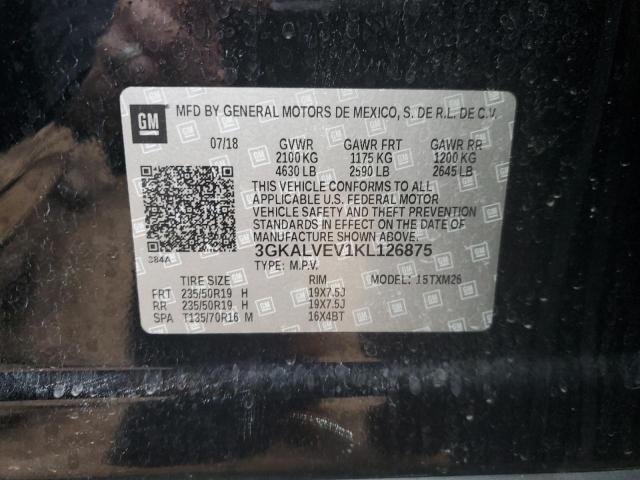 GM MFD BY GENERAL MOTORS DE MEXICO, S. DE R.L. DE C.V.
07/18 GVWR GAWR FRT GAWR RR
2100 KG 1175 KG 1200 KG
4630 LB 2590 LB 2645 LB
THIS VEHICLE CONFORMS TO ALL
APPLICABLE U.S. FEDERAL MOTOR
VEHICLE SAFETY AND THEFT PREVENTION
STANDARDS IN EFFECT ON THE DATE OF
MANUFACTURE SHOWN ABOVE.
384A 3GKALVEV1KL126875
TYPE: M.P.V. MODEL: 15TXM26
TIRE SIZE RIM
FRT 235/50R19 H 19X7.5J
RR 235/50R19 H 19X7.5J
SPA T135/70R16 M 16X4BT